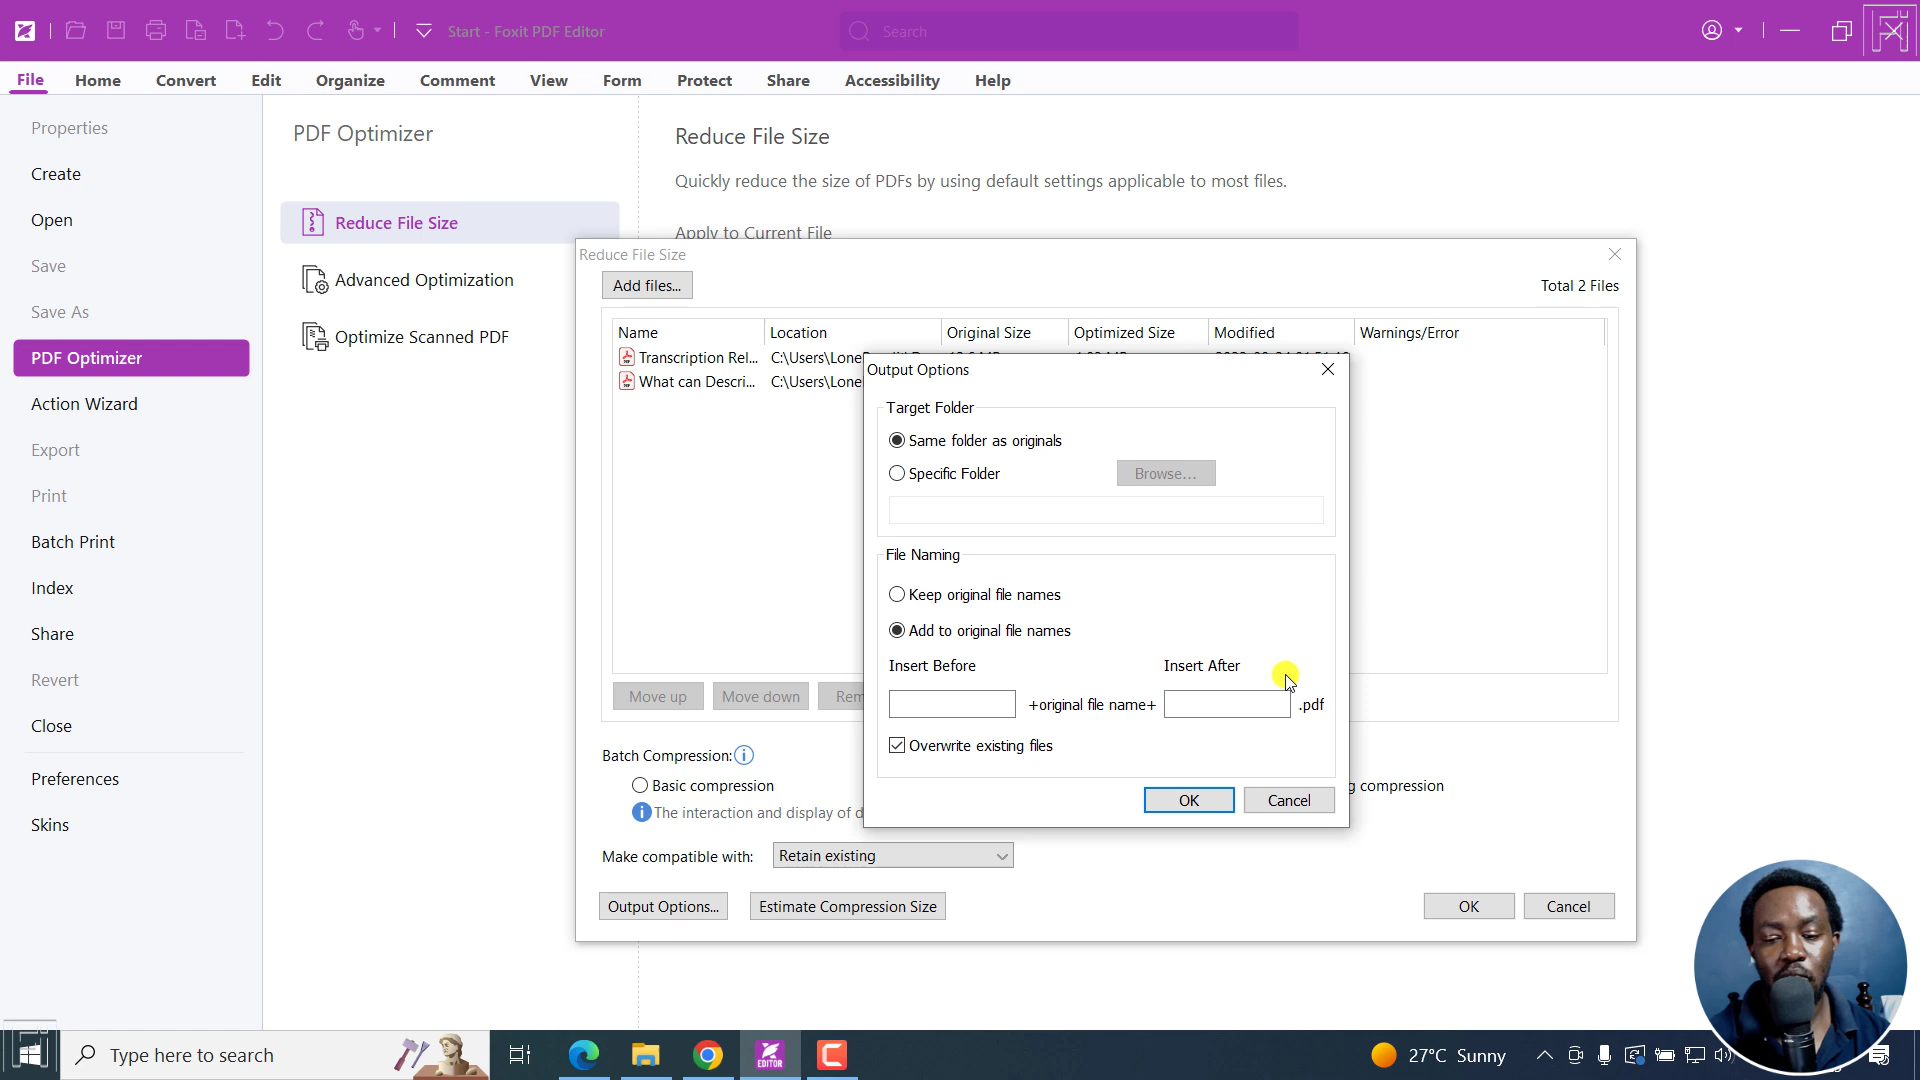 Start - Foxit PDF Editor
Search
File Home Convert Edit Organize Comment View Form Protect Share Accessibility Help
Properties
Create
Open
Save
Save As
PDF Optimizer
Action Wizard
Export
Print
Batch Print
Index
Share
Revert
Close
Preferences
Skins
PDF Optimizer
Reduce File Size
Advanced Optimization
Optimize Scanned PDF
Reduce File Size
Quickly reduce the size of PDFs by using default settings applicable to most files.
Apply to Current File
Reduce File Size
Add files...
Total 2 Files
Name Location Original Size Optimized Size Modified Warnings/Error
Transcription Rel... C:\Users\Lone
What can Descri... C:\Users\Lone
Move up Move down Rem
Batch Compression:
Basic compression
g compression
The interaction and display of d
Make compatible with: Retain existing
Output Options... Estimate Compression Size OK Cancel
Output Options
Target Folder
Same folder as originals
Specific Folder Browse...
File Naming
Keep original file names
Add to original file names
Insert Before Insert After
+original file name+ .pdf
Overwrite existing files
OK Cancel
Type here to search
EDITOR
27°C Sunny